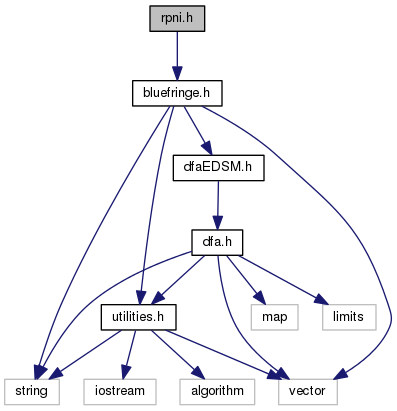 rpni.h
bluefringe.h
dfaEDSM.h
dfa.h
utilities.h
map
limits
string
iostream
algorithm
vector